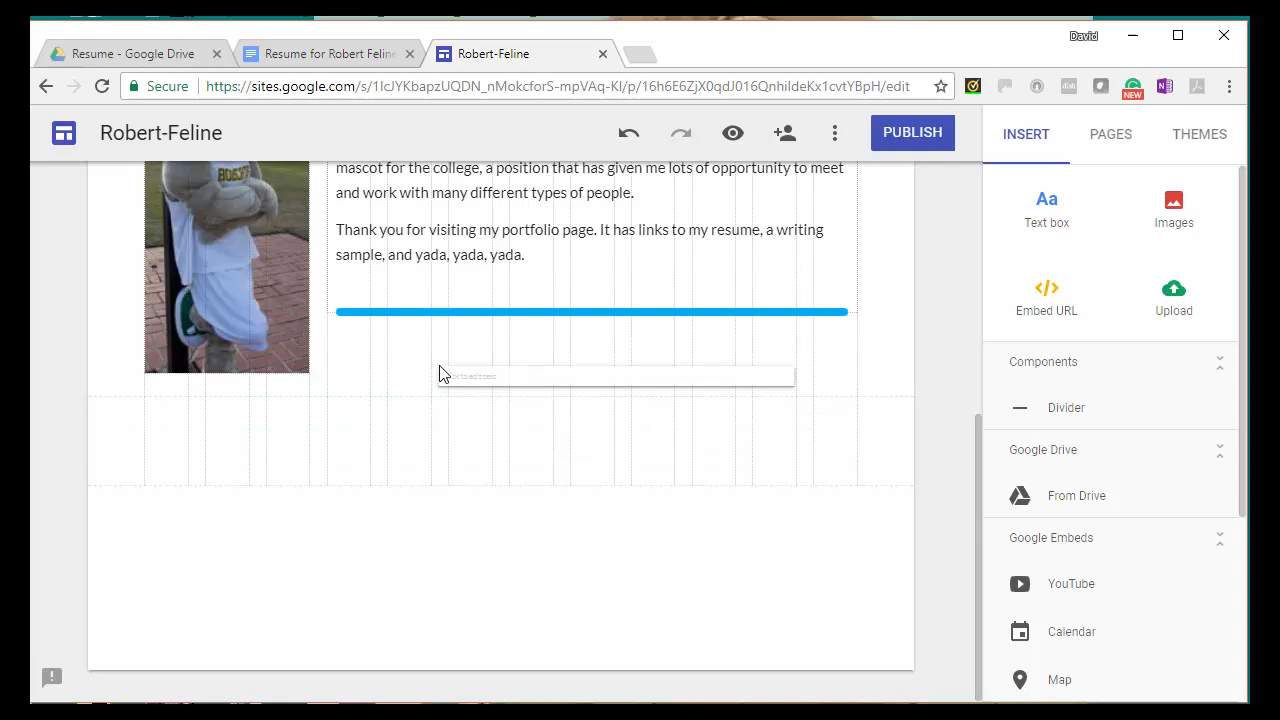 David
Resume - Google Drive
Resume for Robert Feline
Robert-Feline
Secure
https://sites.google.com/s/1IclYKbapzUQDN_nMokcfxrS-mpVAq-KI/p/16h6E6ZjX0qdJ016QnhildeKx1cvtYBpH/edit
NEW
Robert-Feline
PUBLISH
INSERT
PAGES
THEMES
mascot for the college, a position that has given me lots of opportunity to meet
and work with many different types of people.
Thank you for visiting my portfolio page. It has links to my resume, a writing
sample, and yada, yada, yada.
Aa
Text box
Images
Embed URL
Upload
Components
Divider
Google Drive
From Drive
Google Embeds
YouTube
Calendar
Map